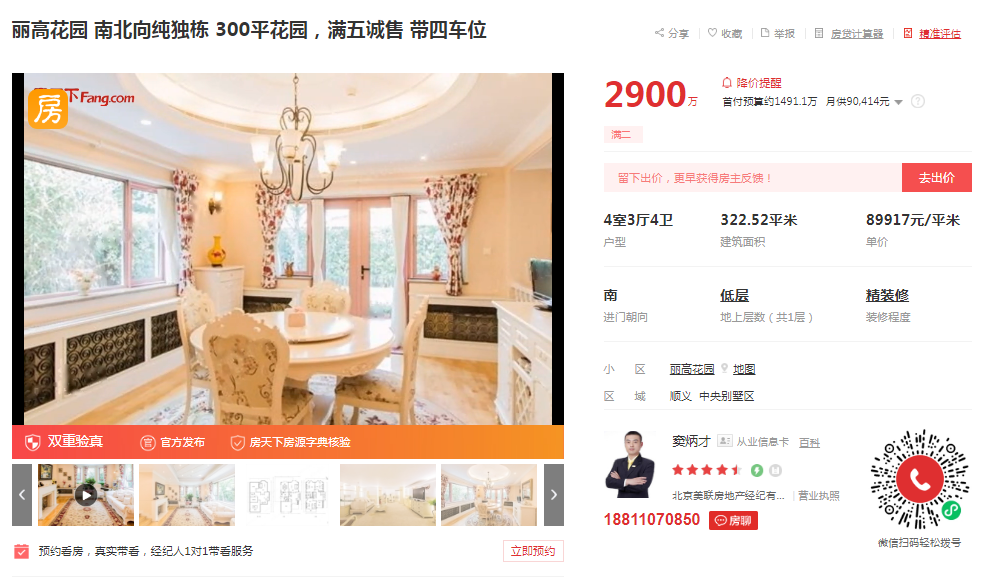 丽高花园 南北向纯独栋 300平花园，满五诚售 带四车位
分享 收藏 举报 房贷计算器 精准评估
房 天下Fang.com
2900万
降价提醒
首付预算约1491.1万 月供90,414元 ?
满二
留下出价，更早获得房主反馈！ 去出价
4室3厅4卫 322.52平米 89917元/平米
户型 建筑面积 单价
南 低层 精装修
进门朝向 地上层数（共1层） 装修程度
小 区 丽高花园 地图
区 域 顺义 中央别墅区
双重验真 官 官方发布 房天下房源字典核验
窦炳才 从业信息卡 百科
北京美联房地产经纪有... 营业执照
18811070850 房聊
微信扫码轻松拨号
预约看房，真实带看，经纪人1对1带看服务 立即预约